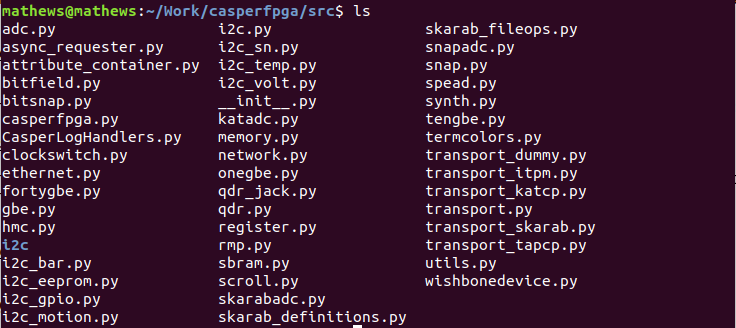 mathews@mathews:~/Work/casperfpga/src$ ls
adc.py i2c.py skarab_fileops.py
async_requester.py i2c_sn.py snapadc.py
attribute_container.py i2c_temp.py snap.py
bitfield.py i2c_volt.py spead.py
bitsnap.py __init__.py synth.py
casperfpga.py katadc.py tengbe.py
CasperLogHandlers.py memory.py termcolors.py
clockswitch.py network.py transport_dummy.py
ethernet.py onegbe.py transport_itpm.py
fortygbe.py qdr_jack.py transport_katcp.py
gbe.py qdr.py transport.py
hmc.py register.py transport_skarab.py
i2c rmp.py transport_tapcp.py
i2c_bar.py sbram.py utils.py
i2c_eeprom.py scroll.py wishbonedevice.py
i2c_gpio.py skarabadc.py
i2c_motion.py skarab_definitions.py